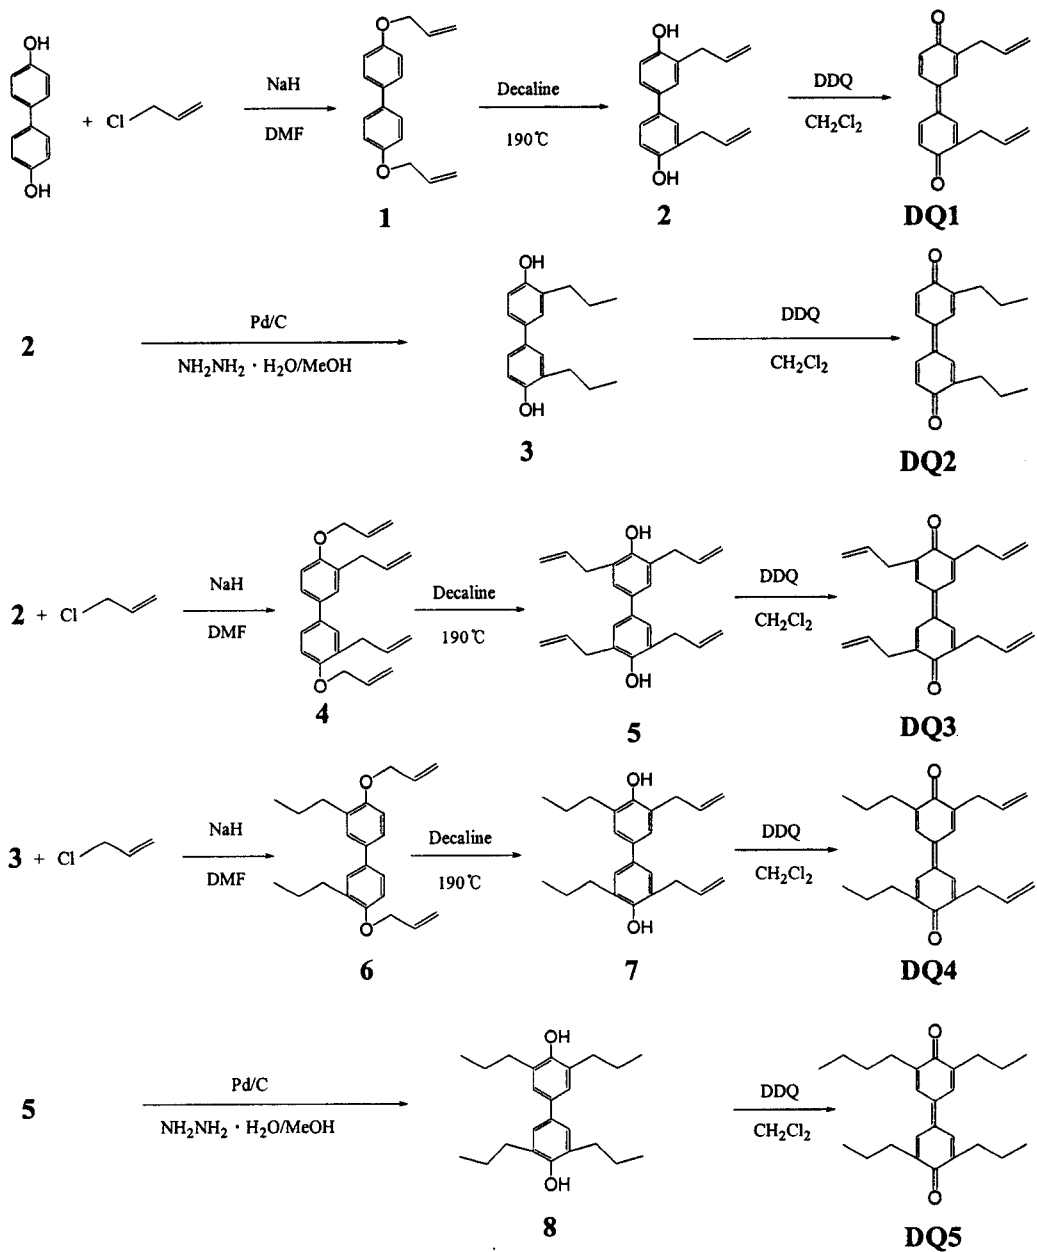 OH
OH
+
Cl
NaH
DMF
O
O
1
Decaline
190℃
OH
OH
2
DDQ
CH2Cl2
O
O
DQ1
2
Pd/C
NH2NH2 · H2O/MeOH
OH
OH
3
DDQ
CH2Cl2
O
O
DQ2
2 + Cl
NaH
DMF
O
O
4
Decaline
190℃
OH
OH
5
DDQ
CH2Cl2
O
O
DQ3
3 + Cl
NaH
DMF
O
O
6
Decaline
190℃
OH
OH
7
DDQ
CH2Cl2
O
O
DQ4
5
Pd/C
NH2NH2 · H2O/MeOH
OH
OH
8
DDQ
CH2Cl2
O
O
DQ5